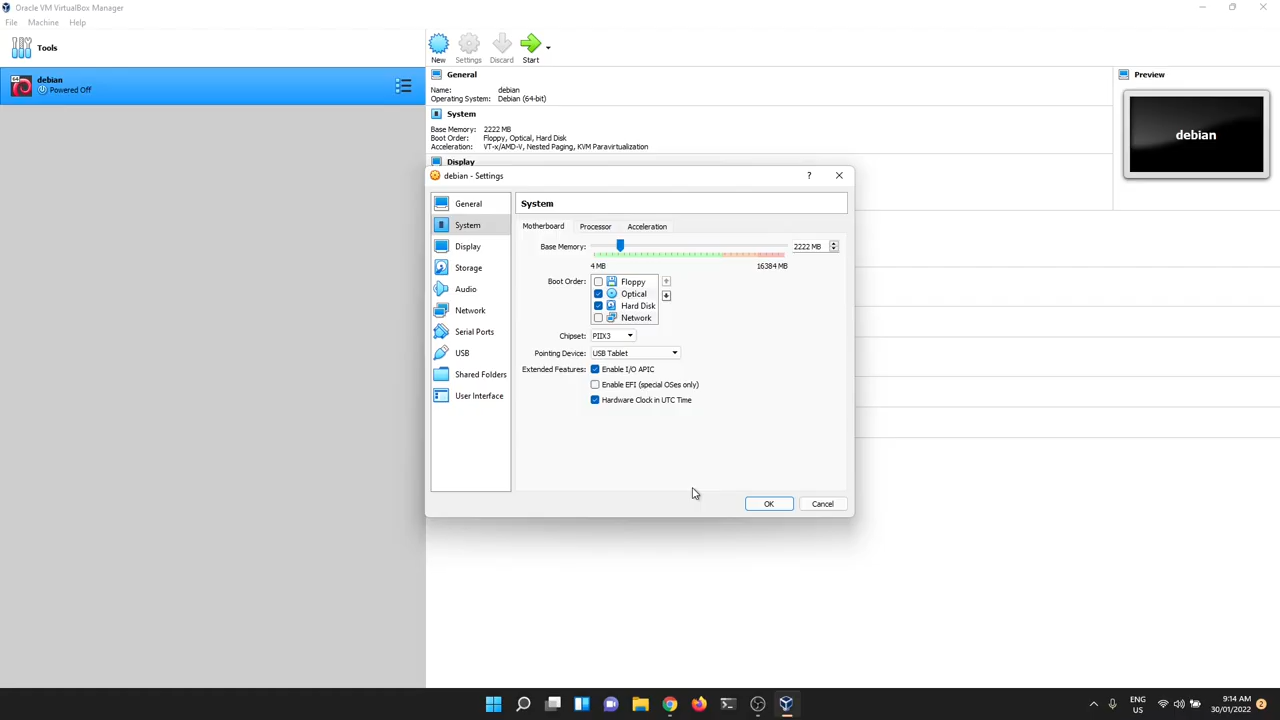 Oracle VM VirtualBox Manager
File Machine Help
Tools
debian
Powered Off
64
New Settings Discard Start
General
Name: debian
Operating System: Debian (64-bit)
System
Base Memory: 2222 MB
Boot Order: Floppy, Optical, Hard Disk
Acceleration: VT-x/AMD-V, Nested Paging, KVM Paravirtualization
Display
Preview
debian
debian - Settings
?
General
System
Display
Storage
Audio
Network
Serial Ports
USB
Shared Folders
User Interface
System
Motherboard Processor Acceleration
Base Memory: 2222 MB
4 MB 16384 MB
Boot Order: Floppy
Optical
Hard Disk
Network
Chipset: PIIX3
Pointing Device: USB Tablet
Extended Features: Enable I/O APIC
Enable EFI (special OSes only)
Hardware Clock in UTC Time
OK Cancel
ENG
US
9:14 AM
30/01/2022
2